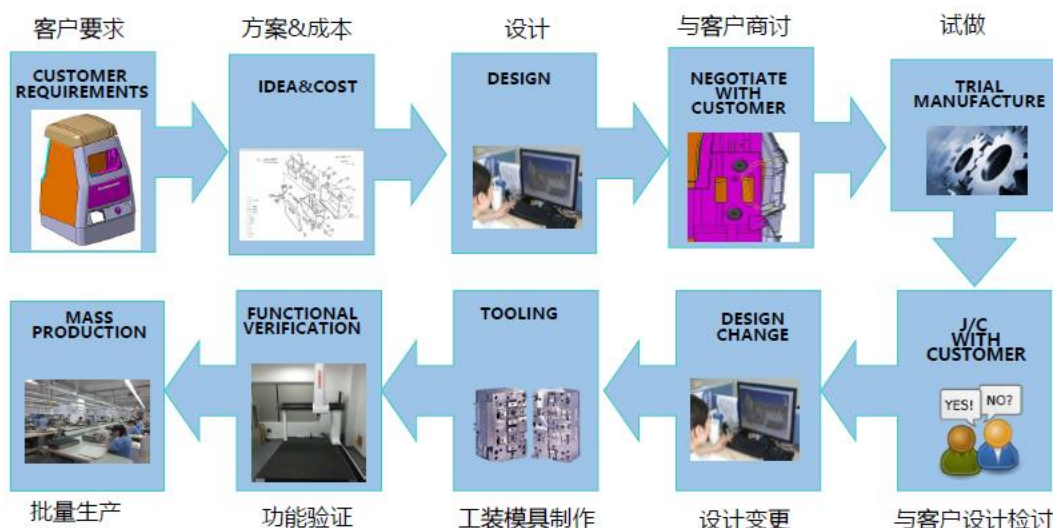 客户要求
方案&成本
设计
与客户商讨
试做
CUSTOMER
REQUIREMENTS
IDEA&COST
DESIGN
NEGOTIATE
WITH
CUSTOMER
TRIAL
MANUFACTURE
J/C
WITH
CUSTOMER
YES!
NO?
DESIGN
CHANGE
TOOLING
FUNCTIONAL
VERIFICATION
MASS
PRODUCTION
与客户设计检讨
设计变更
工装模具制作
功能验证
批量生产